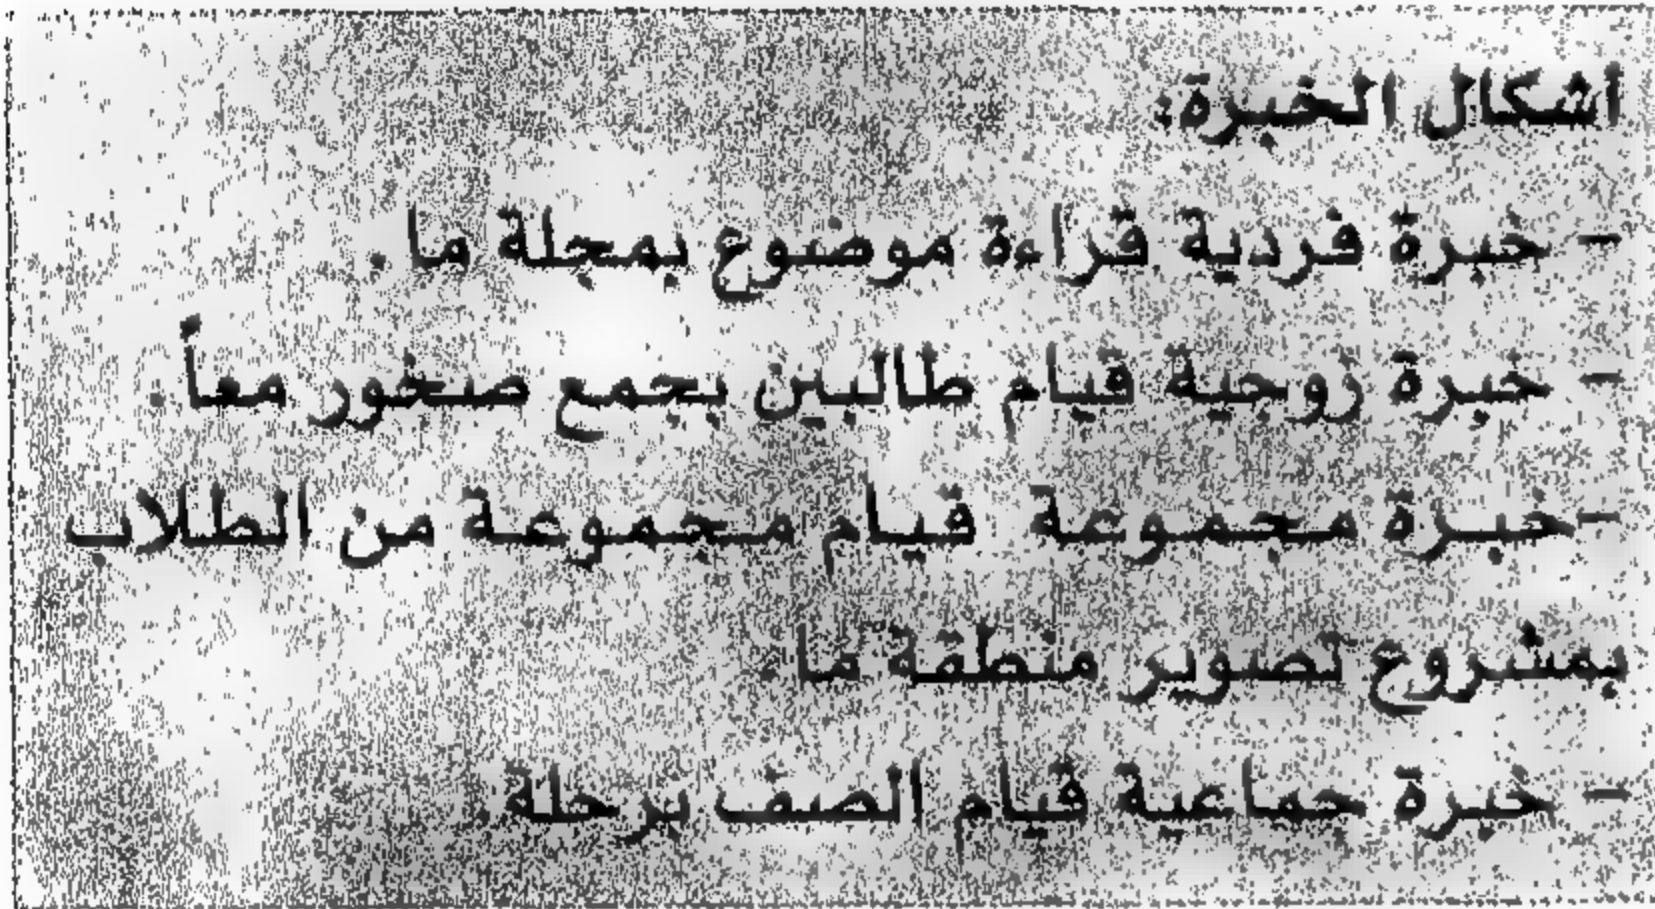 أشكال الخبرة:
- خبرة فردية قراءة موضوع بمجلة ما .
- خبرة زوجية قيام طالبين بجمع صخور معاً .
-خبرة مجموعة قيام مجموعة من الطلاب
بمشروع تصوير منطقة ما.
- خبرة جماعية قيام الصف برحلة.